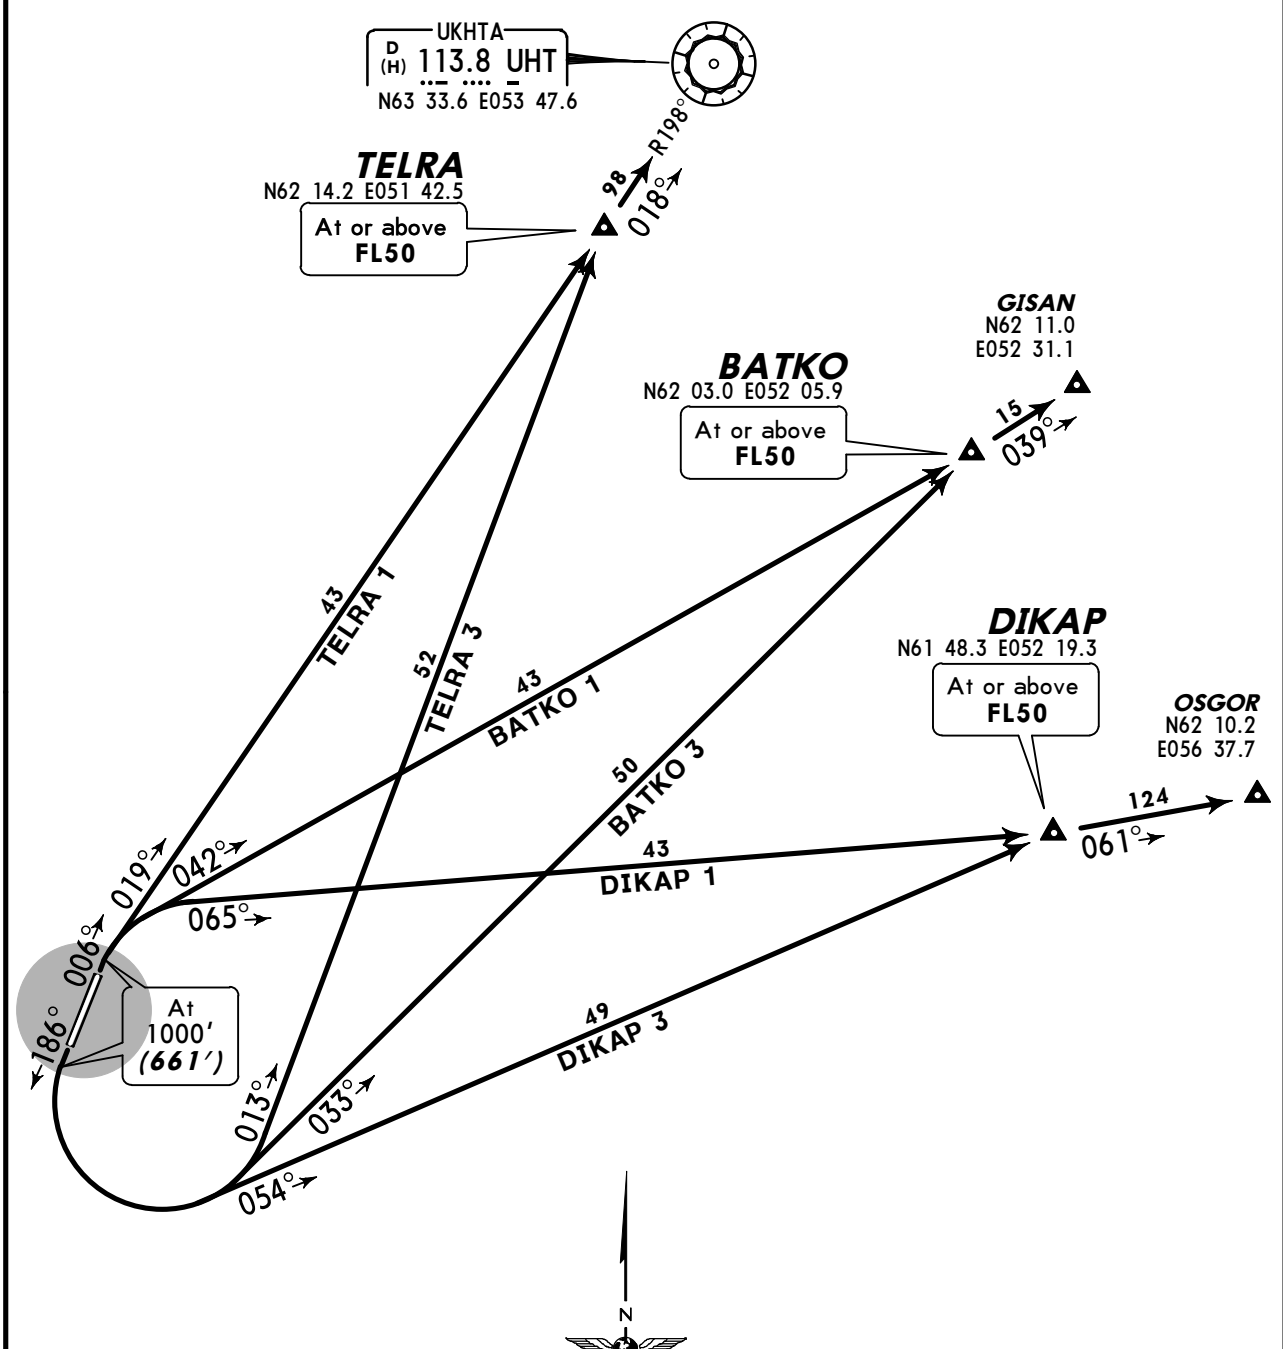 UKHTA
D
(H) 113.8 UHT
N63 33.6 E053 47.6
R198°
TELRA
N62 14.2 E051 42.5
At or above
FL50
98
018°
GISAN
N62 11.0
E052 31.1
BATKO
N62 03.0 E052 05.9
At or above
FL50
15
039°
43
TELRA 1
52
TELRA 3
43
BATKO 1
50
BATKO 3
DIKAP
N61 48.3 E052 19.3
At or above
FL50
OSGOR
N62 10.2
E056 37.7
124
061°
43
DIKAP 1
019°
042°
065°
006°
186°
At
1000'
(661')
49
DIKAP 3
013°
033°
054°
N